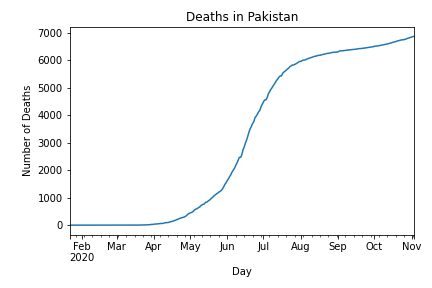 Deaths in Pakistan
Number of Deaths
7000
6000
5000
4000
3000
2000
1000
0
Feb Mar Apr May Jun Jul Aug Sep Oct Nov
2020
Day